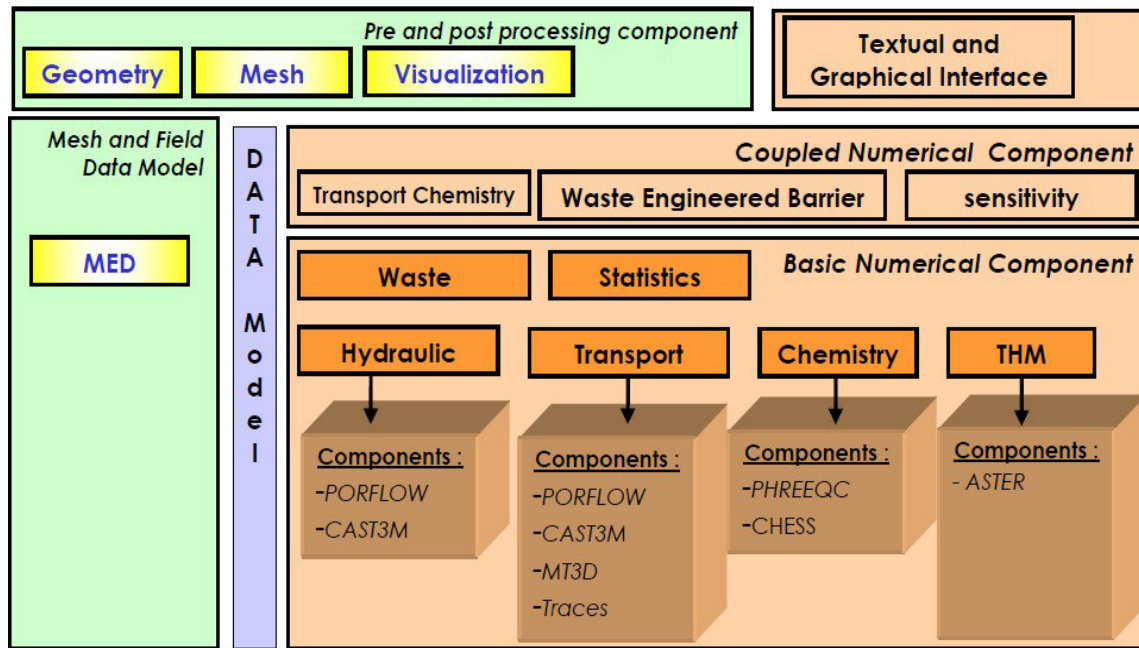 Pre and post processing component
Geometry
Mesh
Visualization
Textual and
Graphical Interface
Mesh and Field
Data Model
MED
DATA Model
Coupled Numerical Component
Transport Chemistry
Waste Engineered Barrier
sensitivity
Basic Numerical Component
Waste
Statistics
Hydraulic
Transport
Chemistry
THM
Components :
-PORFLOW
-CAST3M
Components :
-PORFLOW
-CAST3M
-MT3D
-Traces
Components :
-PHREEQC
-CHESS
Components :
- ASTER